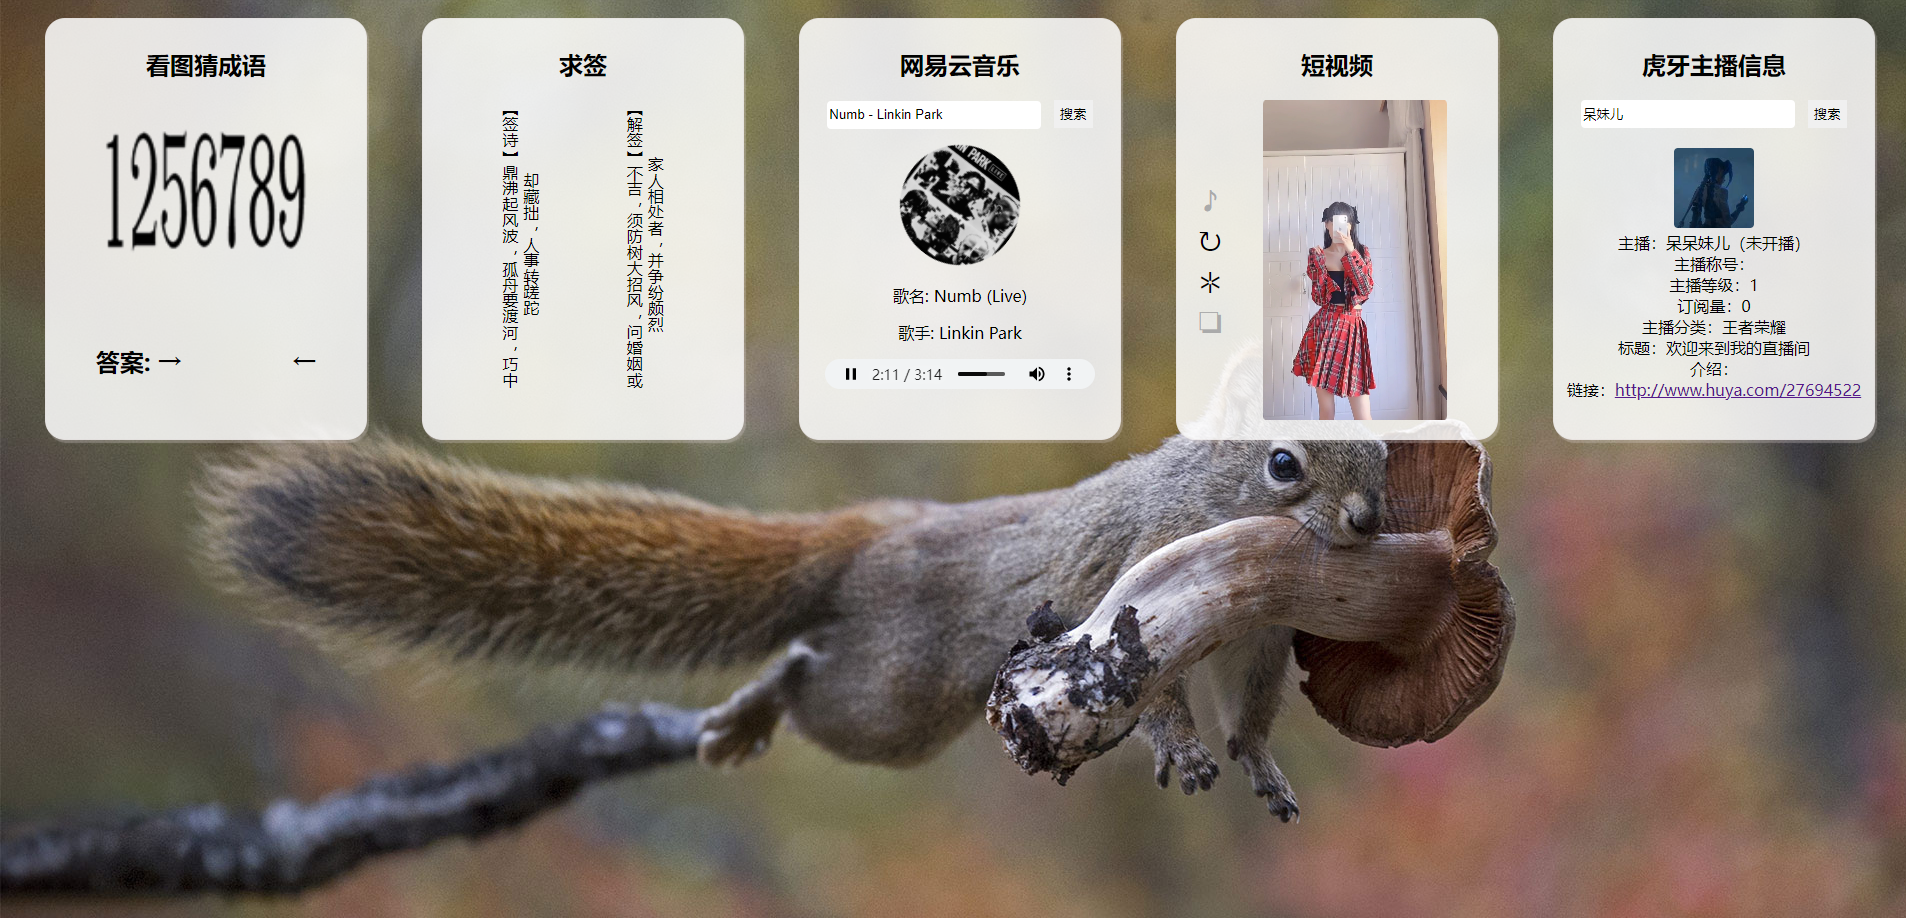 看图猜成语
1256789
答案: →
←
求签
【签诗】鼎沸起风波，孤舟要渡河，巧中
却藏拙，人事转蹉跎
【解签】不吉，须防树大招风，问婚姻或
家人相处者，并争纷颇烈
网易云音乐
Numb - Linkin Park
搜索
PARK LIVE
歌名: Numb (Live)
歌手: Linkin Park
2:11 / 3:14
短视频
虎牙主播信息
呆妹儿
搜索
主播：呆呆妹儿（未开播）
主播称号：
主播等级：1
订阅量：0
主播分类：王者荣耀
标题：欢迎来到我的直播间
介绍：
链接：http://www.huya.com/27694522